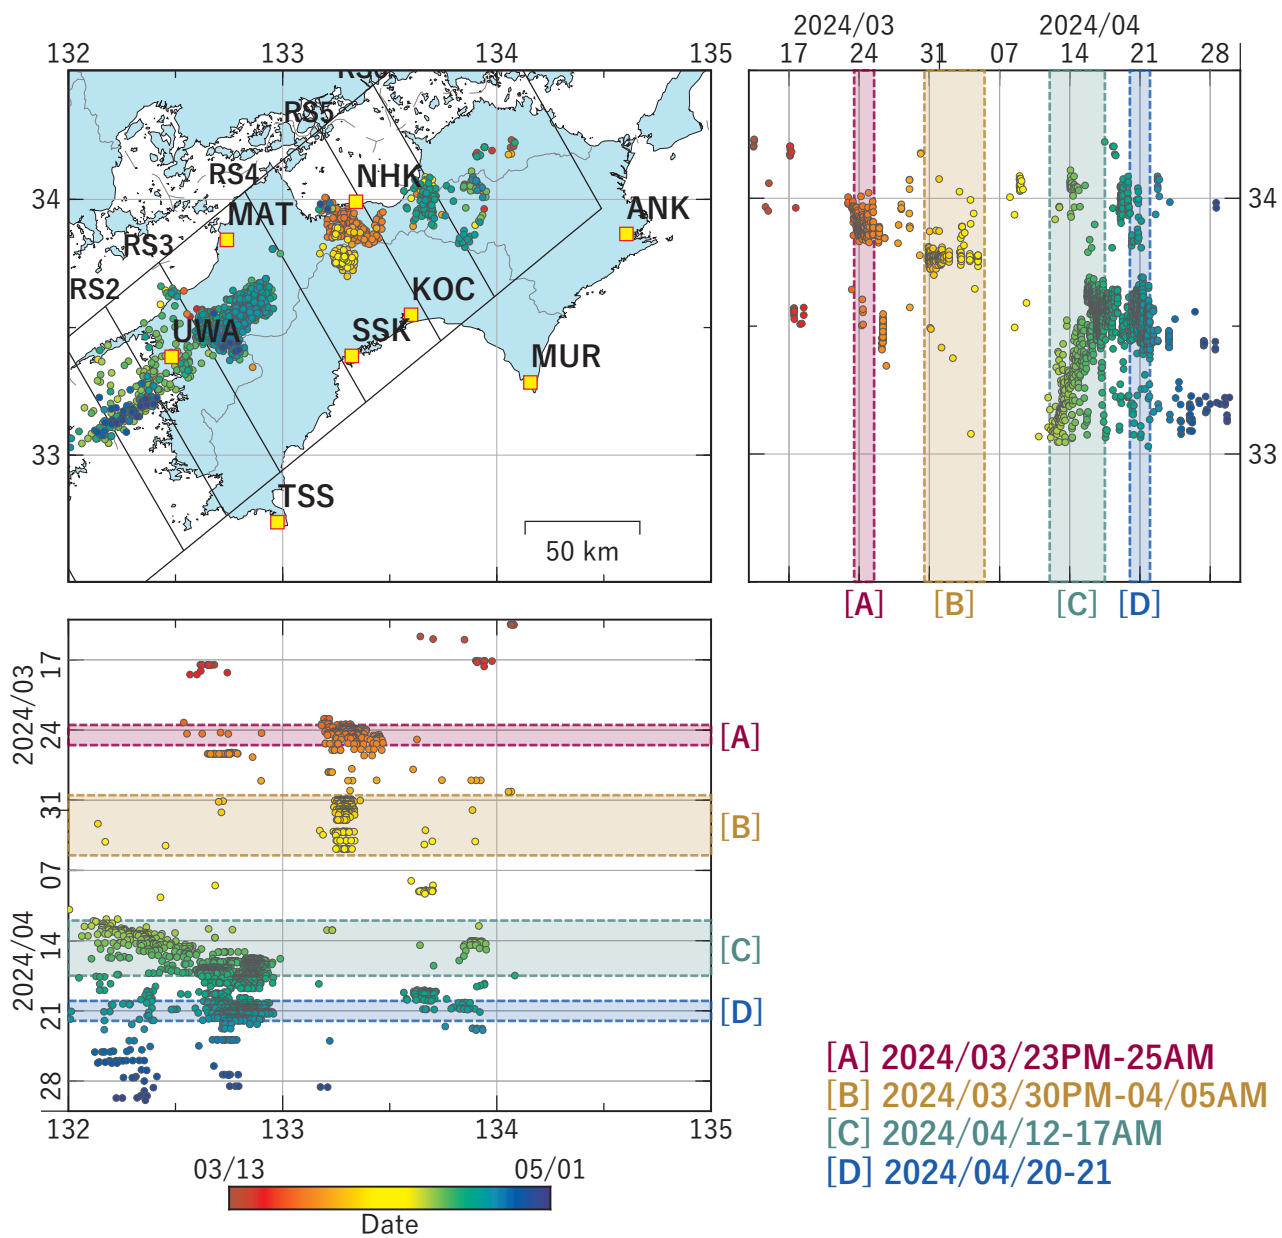 132 133 134 135
2024/03 2024/04
17 24 31 07 14 21 28
RS6
RS5
NHK
RS4
34
MAT
ANK
34
RS3
RS2
KOC
UWA
SSK
MUR
33
33
TSS
50 km
[A] [B] [C] [D]
2024/03
2024/04
17
24
[A]
31
[B]
07
14
[C]
21
[D]
28
132 133 134 135
[A] 2024/03/23PM-25AM
[B] 2024/03/30PM-04/05AM
[C] 2024/04/12-17AM
[D] 2024/04/20-21
03/13 05/01
Date